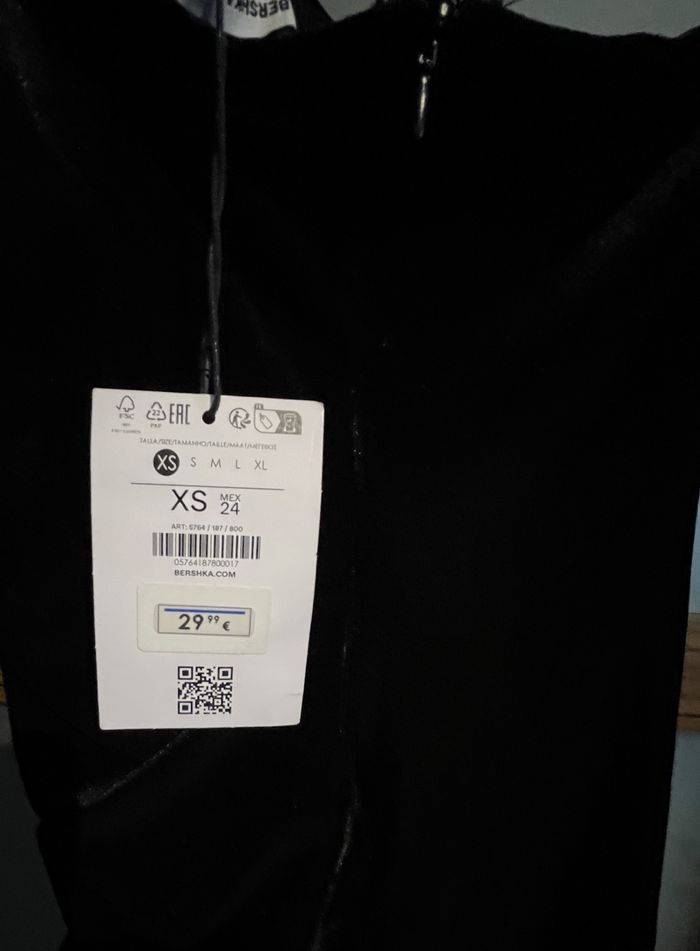 BERSHKA
FSC
22
PAP
EAC
TALLA/SIZE/TAMANHO/TAILLE/MAAT/METEROZ
XS S M L XL
XS MEX 24
ART: 5764 / 187 / 800
05764187800017
BERSHKA.COM
29 99 €